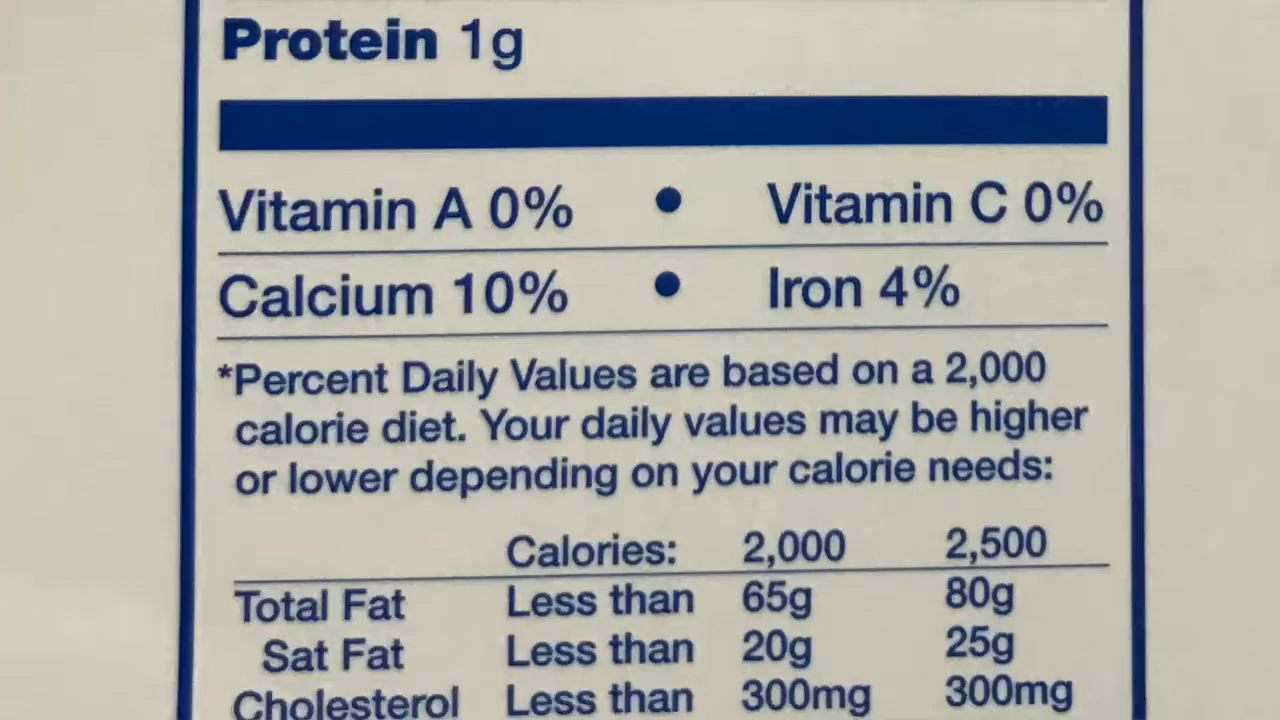 Protein 1g
Vitamin A 0% • Vitamin C 0%
Calcium 10% • Iron 4%
*Percent Daily Values are based on a 2,000
calorie diet. Your daily values may be higher
or lower depending on your calorie needs:
Calories: 2,000 2,500
Total Fat Less than 65g 80g
Sat Fat Less than 20g 25g
Cholesterol Less than 300mg 300mg